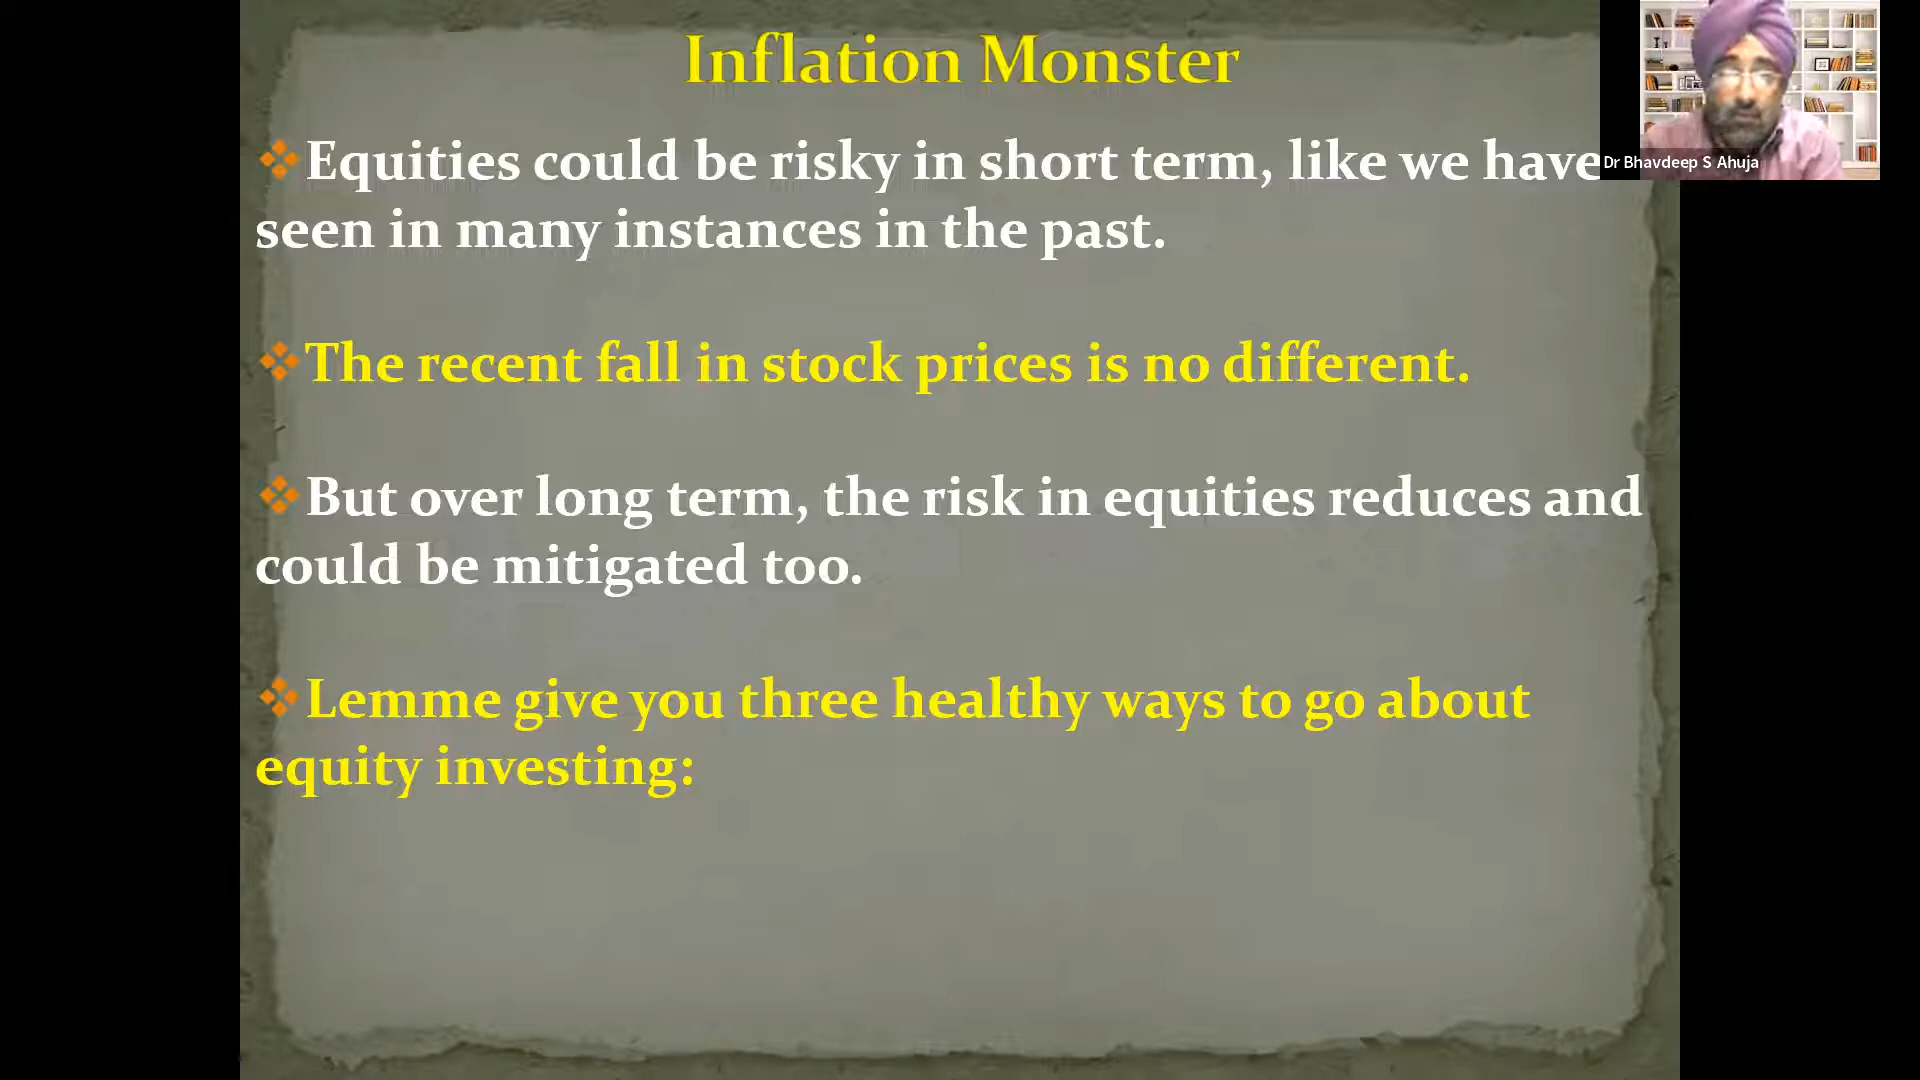 Inflation Monster
Equities could be risky in short term, like we have
seen in many instances in the past.
The recent fall in stock prices is no different.
But over long term, the risk in equities reduces and
could be mitigated too.
Lemme give you three healthy ways to go about
equity investing:
Dr Bhavdeep S Ahuja